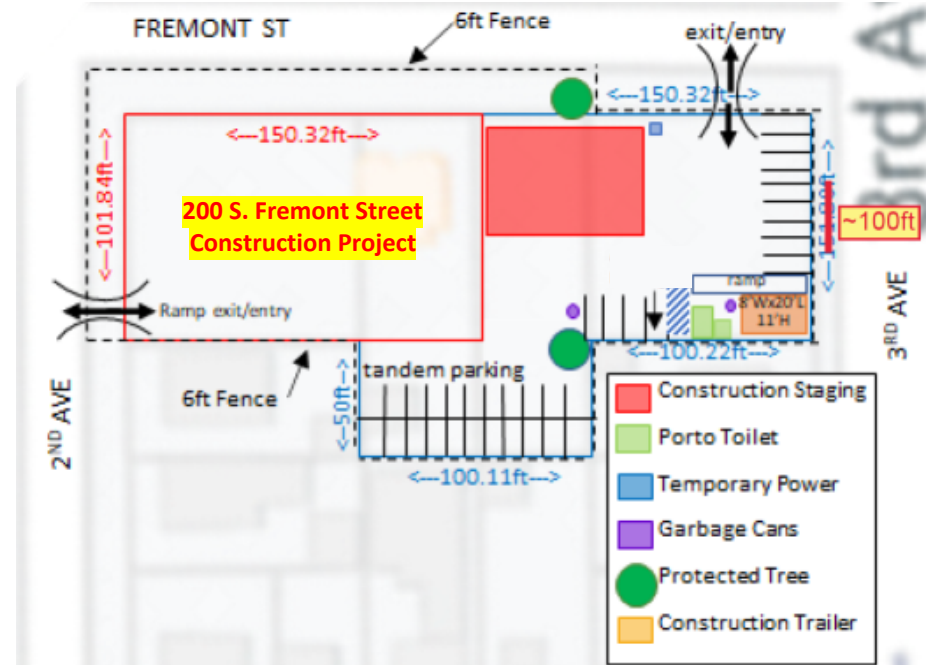 FREMONT ST
6ft Fence
exit/entry
3rd A
<---150.32ft--->
<---150.32ft--->
<--101.84ft-->
200 S. Fremont Street
Construction Project
~100ft
Ramp exit/entry
ramp
8'Wx20'L
11'H
3RD AVE
<---100.22ft--->
tandem parking
6ft Fence
<--50ft-->
2ND AVE
<---100.11ft--->
Construction Staging
Porto Toilet
Temporary Power
Garbage Cans
Protected Tree
Construction Trailer